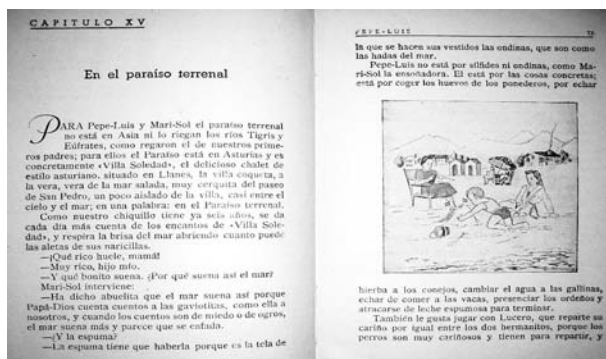 CAPITULO XV
En el paraíso terrenal
PARA Pepe-Luis y Mari-Sol el paraíso terrenal
no está en Asia ni lo riegan los ríos Tigris y
Eúfrates, como regaron el de nuestros prime-
ros padres; para ellos el Paraíso está en Asturias y es
concretamente «Villa Soledad», el delicioso chalet de
estilo asturiano, situado en Llanes, la villa coqueta, a
la vera, vera de la mar salada, muy cerquita del paseo
de San Pedro, un poco aislado de la villa, casi entre el
cielo y el mar; en una palabra: en el Paraíso terrenal.
Como nuestro chiquillo tiene ya seis años, se da
cada día más cuenta de los encantos de «Villa Sole-
dad», y respira la brisa del mar abriendo cuanto puede
las aletas de sus naricillas.
—¡Qué rico huele, mamá!
—Muy rico, hijo mío.
—Y qué bonito suena. ¿Por qué suena así el mar?
Mari-Sol interviene:
—Ha dicho abuelita que el mar suena así porque
Papá-Dios cuenta cuentos a las gaviotitas, como ella a
nosotros, y cuando los cuentos son de miedo o de ogros,
el mar suena más y parece que se enfada.
—¿Y la espuma?
—La espuma tiene que haberla porque es la tela de
PEPE-LUIS
la que se hacen sus vestidos las ondinas, que son como
las hadas del mar.
Pepe-Luis no está por sílfides ni ondinas, como Ma-
ri-Sol la ensoñadora. El está por las cosas concretas;
está por coger los huevos de los ponederos, por echar
hierba a los conejos, cambiar el agua a las gallinas,
echar de comer a las vacas, presenciar los ordeños y
atracarse de leche espumosa para terminar.
También le gusta jugar con Lucero, que reparte su
cariño por igual entre los dos hermanitos, porque los
perros son muy cariñosos y tienen para repartir, y